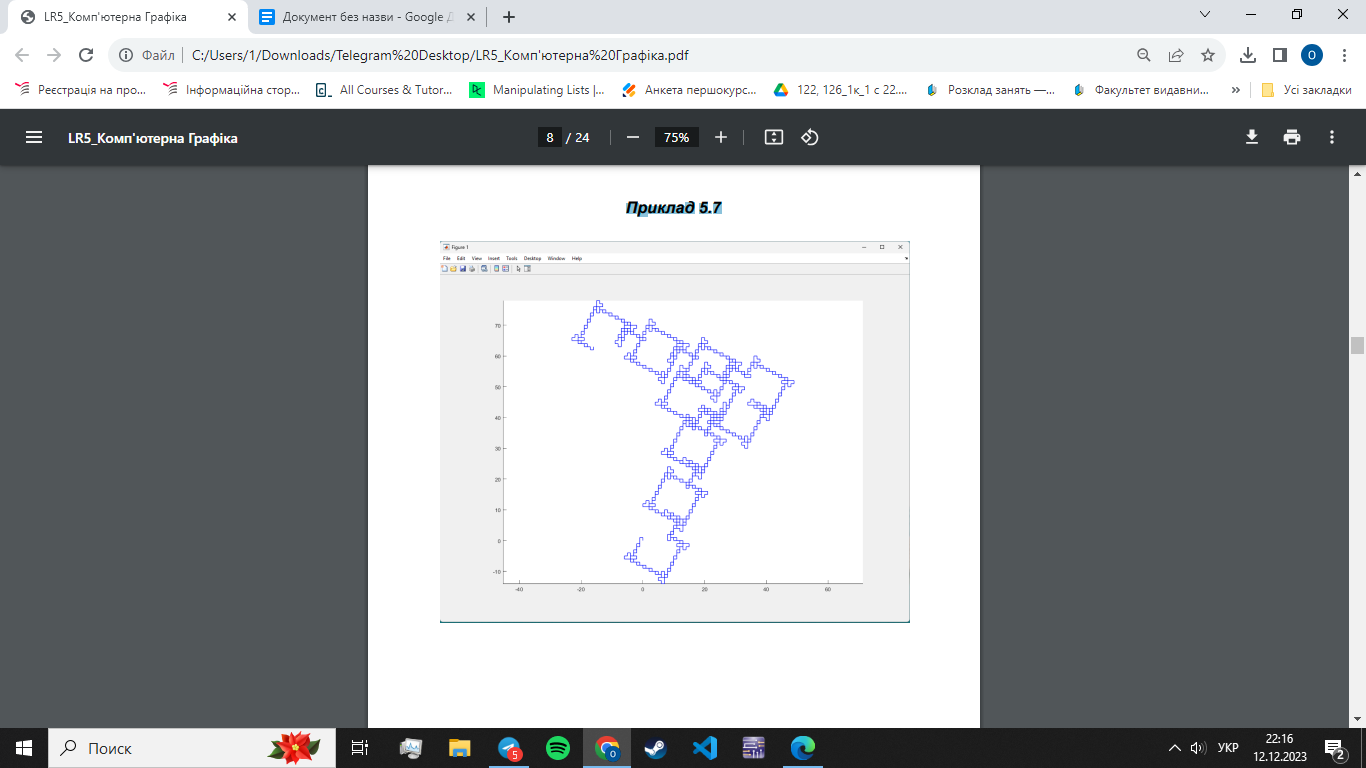 LR5_Комп'ютерна Графіка
Документ без назви - Google Д
Файл
C:/Users/1/Downloads/Telegram%20Desktop/LR5_Комп'ютерна%20Графіка.pdf
О
Реєстрація на про...
Інформаційна стор...
All Courses & Tutor...
Manipulating Lists |...
Анкета першокурс...
122, 126_1к_1 с 22....
Розклад занять —...
Факультет видавни...
»
Усі закладки
LR5_Комп'ютерна Графіка
8 / 24
75%
Приклад 5.7
Figure 1
File Edit View Insert Tools Desktop Window Help
70
60
50
40
30
20
10
0
-10
-40 -20 0 20 40 60
Поиск
5
УКР
22:16
12.12.2023
2